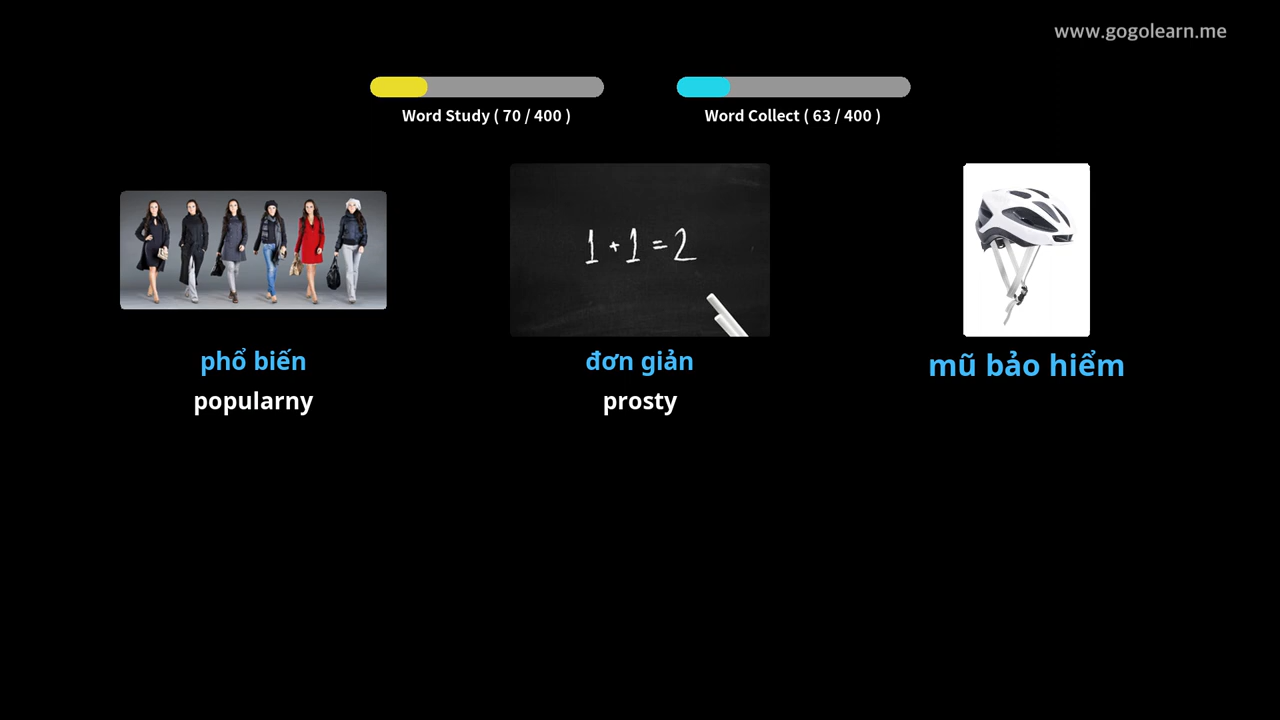 www.gogolearn.me
Word Study ( 70 / 400 )
Word Collect ( 63 / 400 )
1 + 1 = 2
phổ biến
popularny
đơn giản
prosty
mũ bảo hiểm